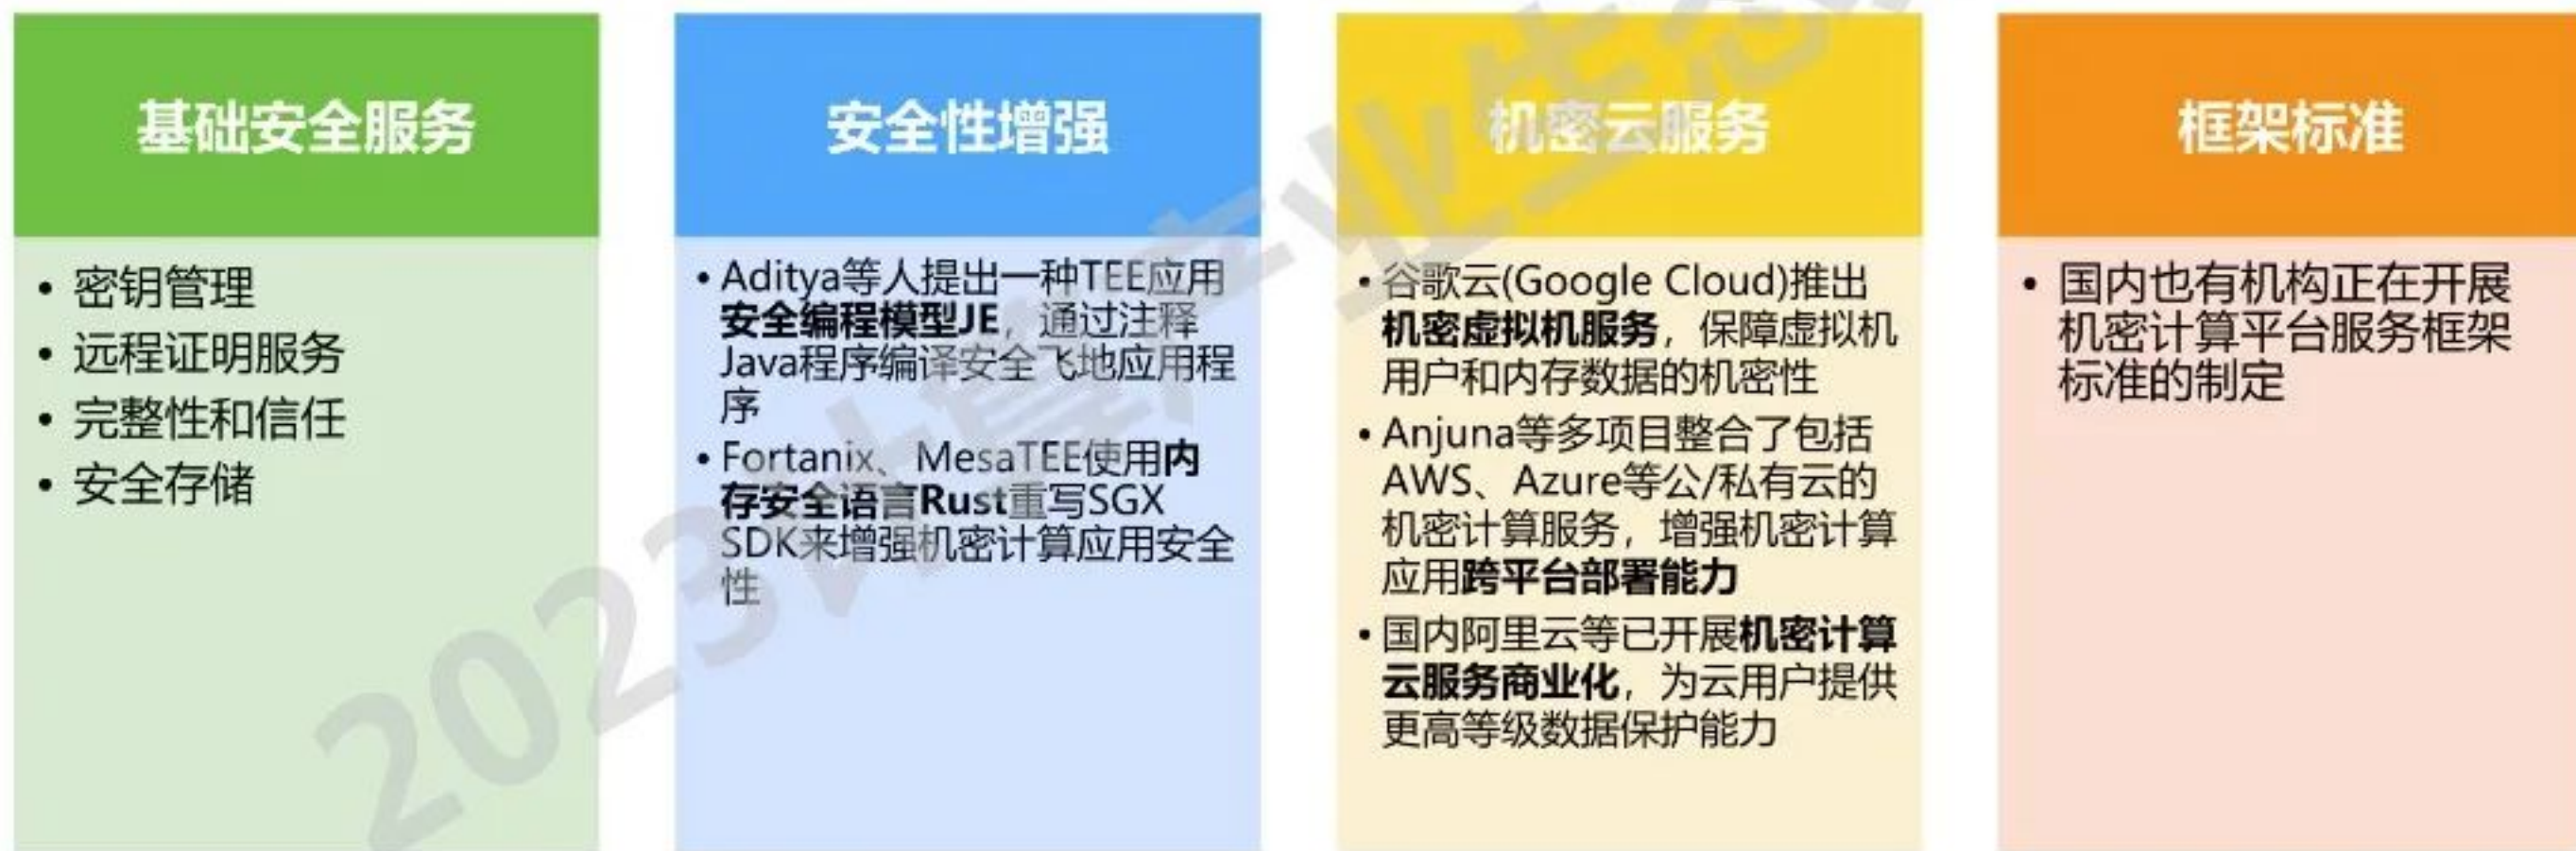 基础安全服务
• 密钥管理
• 远程证明服务
• 完整性和信任
• 安全存储
安全性增强
• Aditya等人提出一种TEE应用
安全编程模型JE，通过注释
Java程序编译安全飞地应用程
序
• Fortanix、MesaTEE使用内
存安全语言Rust重写SGX
SDK来增强机密计算应用安全
性
机密云服务
• 谷歌云(Google Cloud)推出
机密虚拟机服务，保障虚拟机
用户和内存数据的机密性
• Anjuna等多项目整合了包括
AWS、Azure等公/私有云的
机密计算服务，增强机密计算
应用跨平台部署能力
• 国内阿里云等已开展机密计算
云服务商业化，为云用户提供
更高等级数据保护能力
框架标准
• 国内也有机构正在开展
机密计算平台服务框架
标准的制定
2023计算产业生态